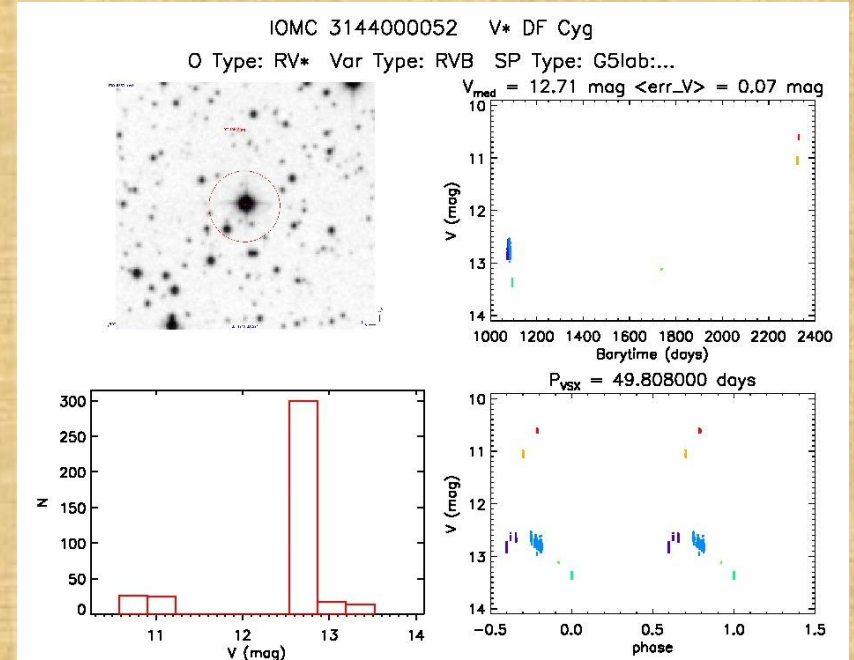 IOMC 3144000052 V* DF Cyg
O Type: RV* Var Type: RVB SP Type: G5Iab:...
V_med = 12.71 mag <err_V> = 0.07 mag
10
11
12
13
14
V (mag)
1000 1200 1400 1600 1800 2000 2200 2400
Barytime (days)
300
250
200
150
100
50
0
N
11 12 13 14
V (mag)
P_VSX = 49.808000 days
10
11
12
13
14
V (mag)
-0.5 0.0 0.5 1.0 1.5
phase